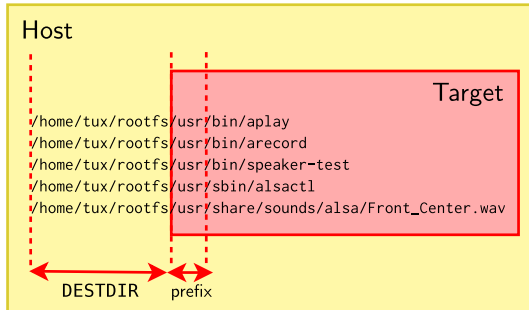 Host
Target
/home/tux/rootfs/usr/bin/aplay
/home/tux/rootfs/usr/bin/arecord
/home/tux/rootfs/usr/bin/speaker-test
/home/tux/rootfs/usr/sbin/alsactl
/home/tux/rootfs/usr/share/sounds/alsa/Front_Center.wav
DESTDIR prefix